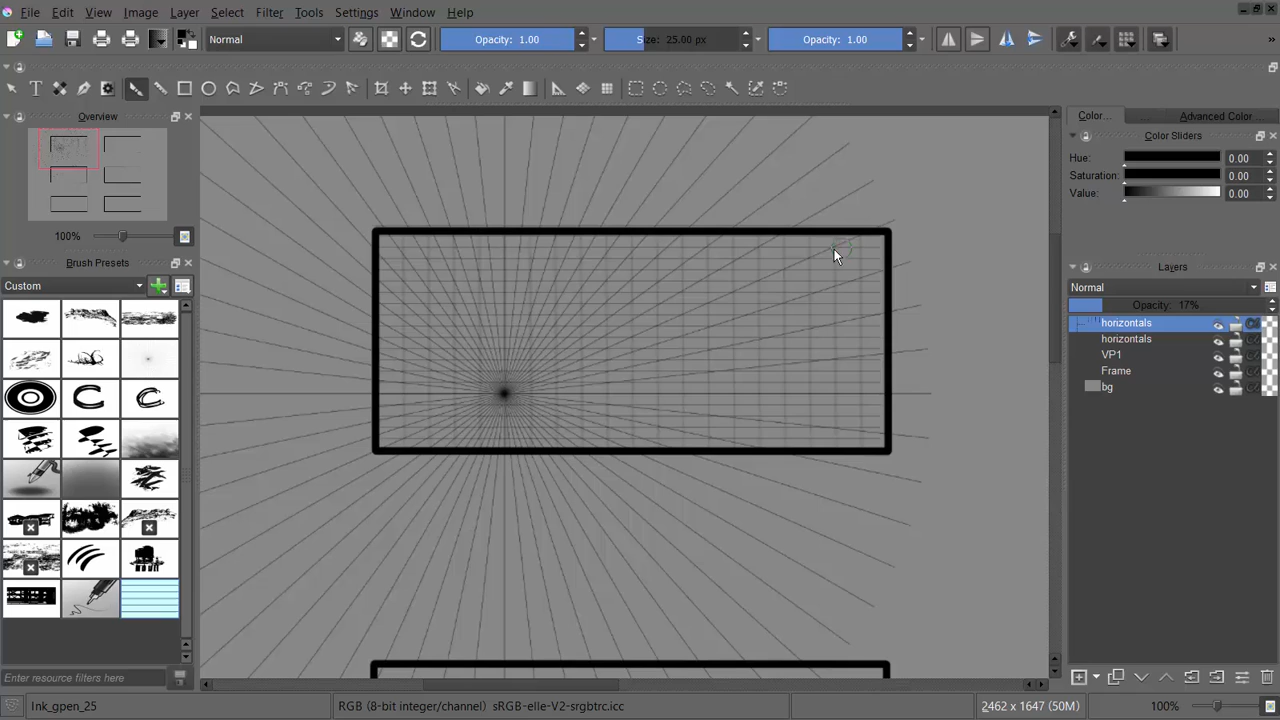 File Edit View Image Layer Select Filter Tools Settings Window Help
Normal Opacity: 1.00 Size: 25.00 px Opacity: 1.00 »
Overview
100%
Brush Presets
Custom
Enter resource filters here
Color... ... Advanced Color ...
Color Sliders
Hue: 0.00
Saturation: 0.00
Value: 0.00
Layers
Normal
Opacity: 17%
horizontals
horizontals
VP1
Frame
bg
Ink_gpen_25 RGB (8-bit integer/channel) sRGB-elle-V2-srgbtrc.icc 2462 x 1647 (50M) 100%